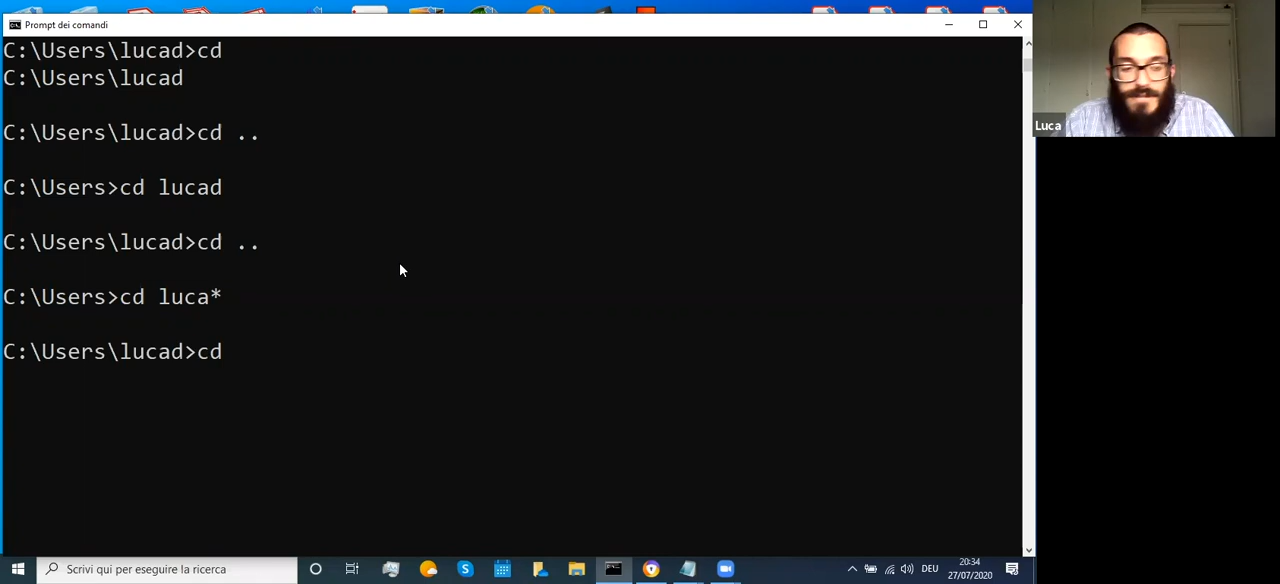 Prompt dei comandi
C:\Users\lucad>cd
C:\Users\lucad
C:\Users\lucad>cd ..
C:\Users>cd lucad
C:\Users\lucad>cd ..
C:\Users>cd luca*
C:\Users\lucad>cd
Luca
Scrivi qui per eseguire la ricerca
DEU
20:34
27/07/2020